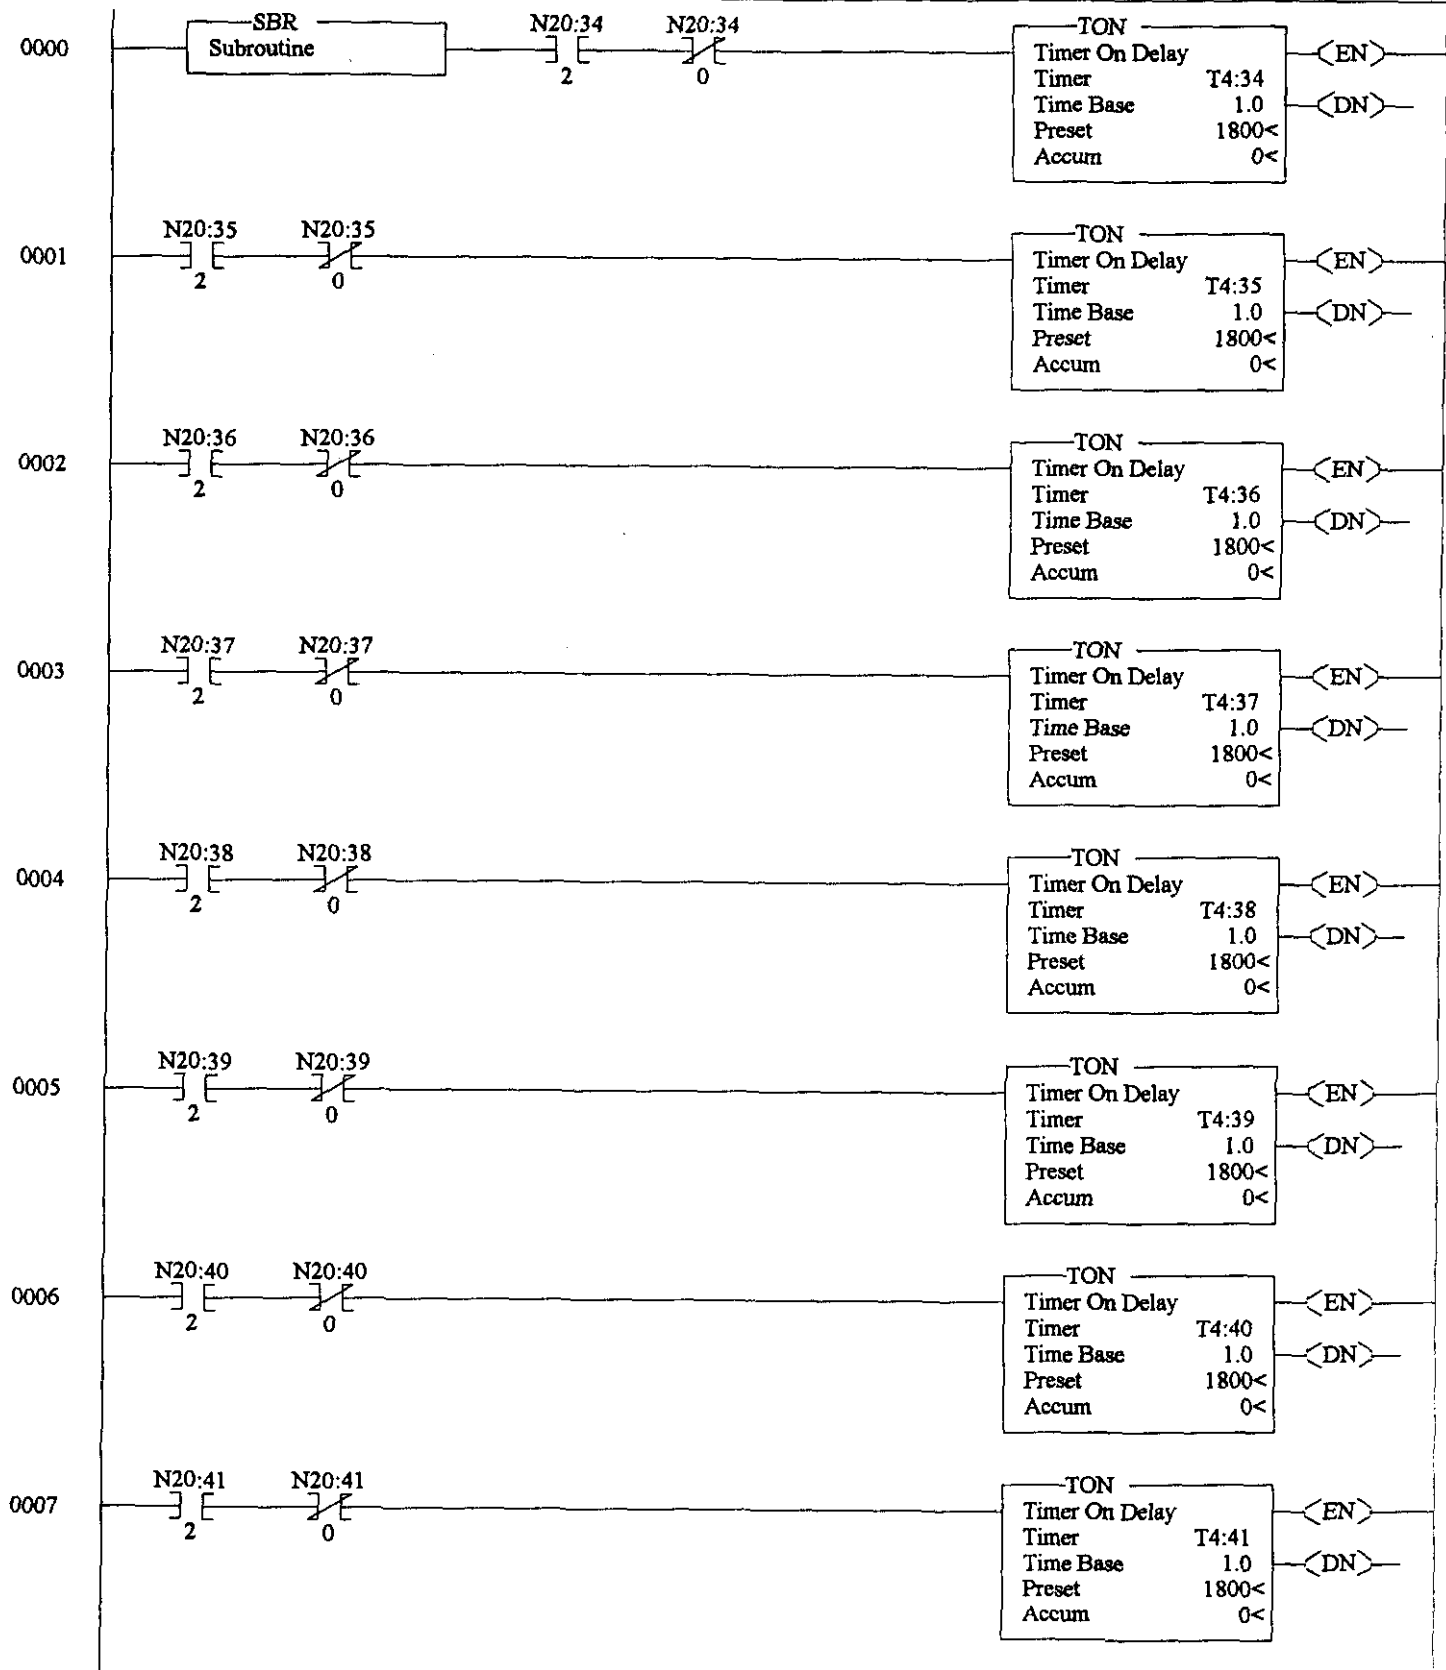 SBR
N20:34 N20:34
TON
0000
Subroutine
Timer On Delay
EN
2 0
Timer T4:34
Time Base 1.0
DN
Preset 1800<
Accum 0<
N20:35 N20:35
TON
0001
Timer On Delay
EN
2 0
Timer T4:35
Time Base 1.0
DN
Preset 1800<
Accum 0<
N20:36 N20:36
TON
0002
Timer On Delay
EN
2 0
Timer T4:36
Time Base 1.0
DN
Preset 1800<
Accum 0<
N20:37 N20:37
TON
0003
Timer On Delay
EN
2 0
Timer T4:37
Time Base 1.0
DN
Preset 1800<
Accum 0<
N20:38 N20:38
TON
0004
Timer On Delay
EN
2 0
Timer T4:38
Time Base 1.0
DN
Preset 1800<
Accum 0<
N20:39 N20:39
TON
0005
Timer On Delay
EN
2 0
Timer T4:39
Time Base 1.0
DN
Preset 1800<
Accum 0<
N20:40 N20:40
TON
0006
Timer On Delay
EN
2 0
Timer T4:40
Time Base 1.0
DN
Preset 1800<
Accum 0<
N20:41 N20:41
TON
0007
Timer On Delay
EN
2 0
Timer T4:41
Time Base 1.0
DN
Preset 1800<
Accum 0<